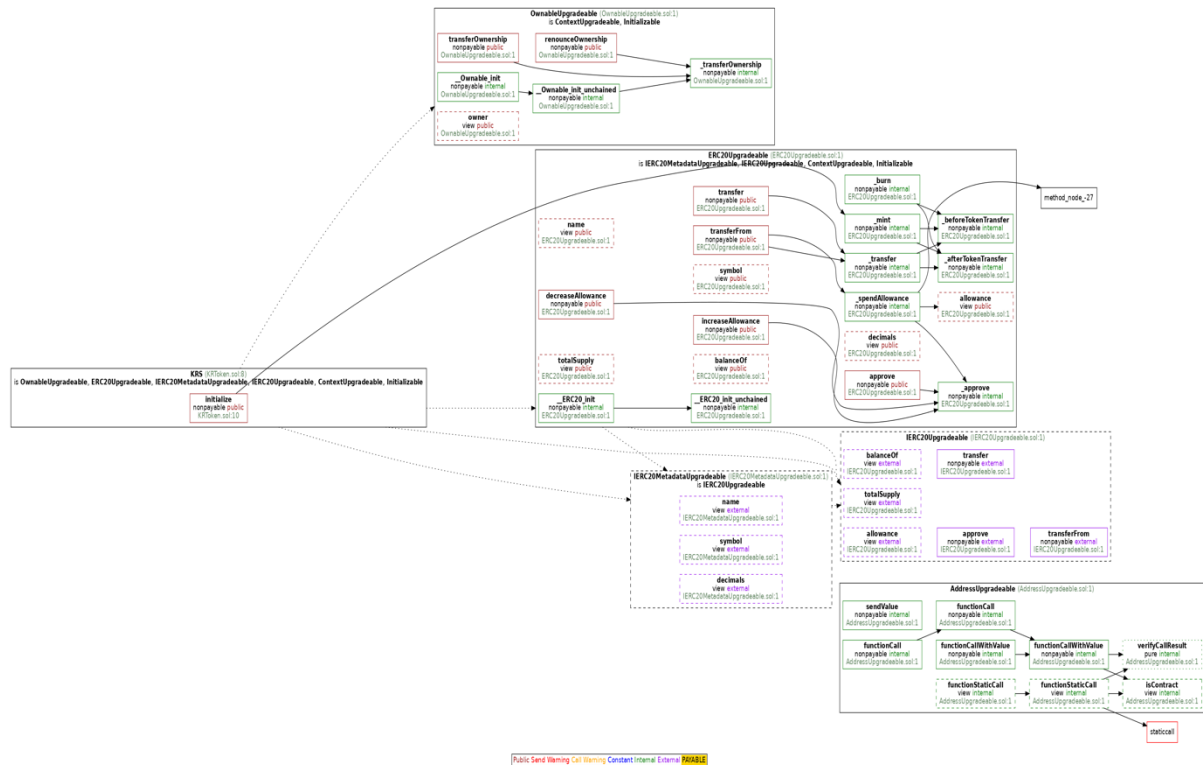 OwnableUpgradeable (OwnableUpgradeable.sol:1)
is ContextUpgradeable, Initializable
transferOwnership
nonpayable public
OwnableUpgradeable.sol:1
renounceOwnership
nonpayable public
OwnableUpgradeable.sol:1
_transferOwnership
nonpayable internal
OwnableUpgradeable.sol:1
__Ownable_init
nonpayable internal
OwnableUpgradeable.sol:1
__Ownable_init_unchained
nonpayable internal
OwnableUpgradeable.sol:1
owner
view public
OwnableUpgradeable.sol:1
ERC20Upgradeable (ERC20Upgradeable.sol:1)
is IERC20MetadataUpgradeable, IERC20Upgradeable, ContextUpgradeable, Initializable
_burn
nonpayable internal
ERC20Upgradeable.sol:1
transfer
nonpayable public
ERC20Upgradeable.sol:1
method_node_-27
name
view public
ERC20Upgradeable.sol:1
transferFrom
nonpayable public
ERC20Upgradeable.sol:1
_mint
nonpayable internal
ERC20Upgradeable.sol:1
_beforeTokenTransfer
nonpayable internal
ERC20Upgradeable.sol:1
symbol
view public
ERC20Upgradeable.sol:1
_transfer
nonpayable internal
ERC20Upgradeable.sol:1
_afterTokenTransfer
nonpayable internal
ERC20Upgradeable.sol:1
decreaseAllowance
nonpayable public
ERC20Upgradeable.sol:1
_spendAllowance
nonpayable internal
ERC20Upgradeable.sol:1
allowance
view public
ERC20Upgradeable.sol:1
increaseAllowance
nonpayable public
ERC20Upgradeable.sol:1
decimals
view public
ERC20Upgradeable.sol:1
totalSupply
view public
ERC20Upgradeable.sol:1
balanceOf
view public
ERC20Upgradeable.sol:1
approve
nonpayable public
ERC20Upgradeable.sol:1
_approve
nonpayable internal
ERC20Upgradeable.sol:1
__ERC20_init
nonpayable internal
ERC20Upgradeable.sol:1
__ERC20_init_unchained
nonpayable internal
ERC20Upgradeable.sol:1
KRS (KRToken.sol:8)
is OwnableUpgradeable, ERC20Upgradeable, IERC20MetadataUpgradeable, IERC20Upgradeable, ContextUpgradeable, Initializable
initialize
nonpayable public
KRToken.sol:10
IERC20Upgradeable (IERC20Upgradeable.sol:1)
balanceOf
view external
IERC20Upgradeable.sol:1
transfer
nonpayable external
IERC20Upgradeable.sol:1
totalSupply
view external
IERC20Upgradeable.sol:1
allowance
view external
IERC20Upgradeable.sol:1
approve
nonpayable external
IERC20Upgradeable.sol:1
transferFrom
nonpayable external
IERC20Upgradeable.sol:1
IERC20MetadataUpgradeable (IERC20MetadataUpgradeable.sol:1)
is IERC20Upgradeable
name
view external
IERC20MetadataUpgradeable.sol:1
symbol
view external
IERC20MetadataUpgradeable.sol:1
decimals
view external
IERC20MetadataUpgradeable.sol:1
AddressUpgradeable (AddressUpgradeable.sol:1)
sendValue
nonpayable internal
AddressUpgradeable.sol:1
functionCall
nonpayable internal
AddressUpgradeable.sol:1
functionCall
nonpayable internal
AddressUpgradeable.sol:1
functionCallWithValue
nonpayable internal
AddressUpgradeable.sol:1
functionCallWithValue
nonpayable internal
AddressUpgradeable.sol:1
verifyCallResult
pure internal
AddressUpgradeable.sol:1
functionStaticCall
view internal
AddressUpgradeable.sol:1
functionStaticCall
view internal
AddressUpgradeable.sol:1
isContract
view internal
AddressUpgradeable.sol:1
staticcall
Public Send Warning Call Warning Constant Internal External PAYABLE